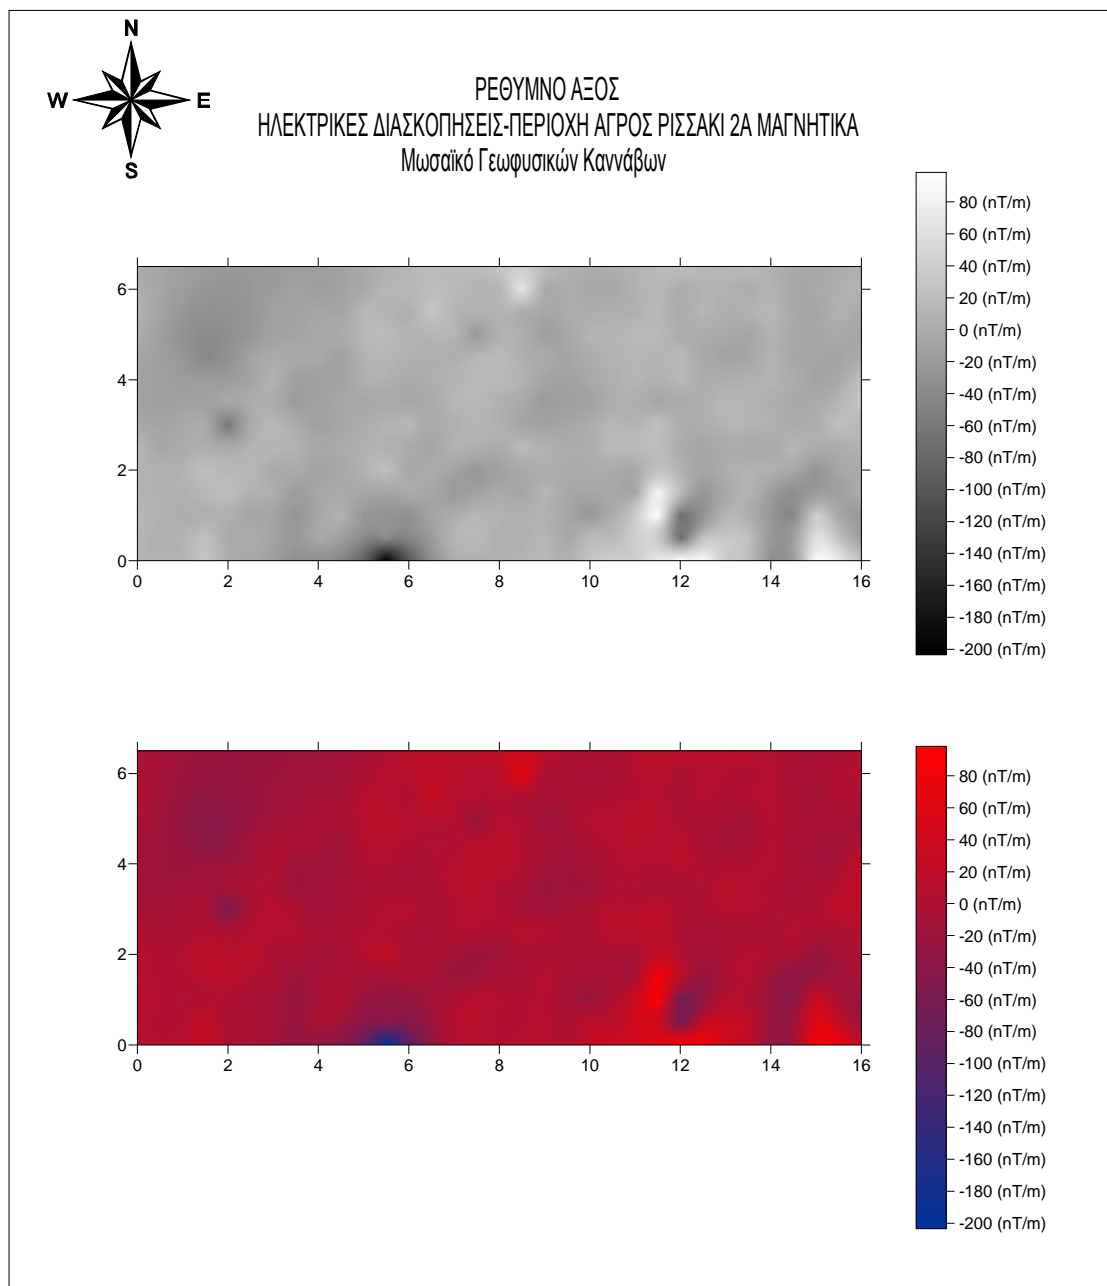 N
W E
S
ΡΕΘΥΜΝΟ ΑΞΟΣ
ΗΛΕΚΤΡΙΚΕΣ ΔΙΑΣΚΟΠΗΣΕΙΣ-ΠΕΡΙΟΧΗ ΑΓΡΟΣ ΡΙΣΣΑΚΙ 2Α ΜΑΓΝΗΤΙΚΑ
Μωσαϊκό Γεωφυσικών Καννάβων
80 (nT/m)
60 (nT/m)
40 (nT/m)
20 (nT/m)
0 (nT/m)
-20 (nT/m)
-40 (nT/m)
-60 (nT/m)
-80 (nT/m)
-100 (nT/m)
-120 (nT/m)
-140 (nT/m)
-160 (nT/m)
-180 (nT/m)
-200 (nT/m)
6
4
2
0
0 2 4 6 8 10 12 14 16
80 (nT/m)
60 (nT/m)
40 (nT/m)
20 (nT/m)
0 (nT/m)
-20 (nT/m)
-40 (nT/m)
-60 (nT/m)
-80 (nT/m)
-100 (nT/m)
-120 (nT/m)
-140 (nT/m)
-160 (nT/m)
-180 (nT/m)
-200 (nT/m)
6
4
2
0
0 2 4 6 8 10 12 14 16